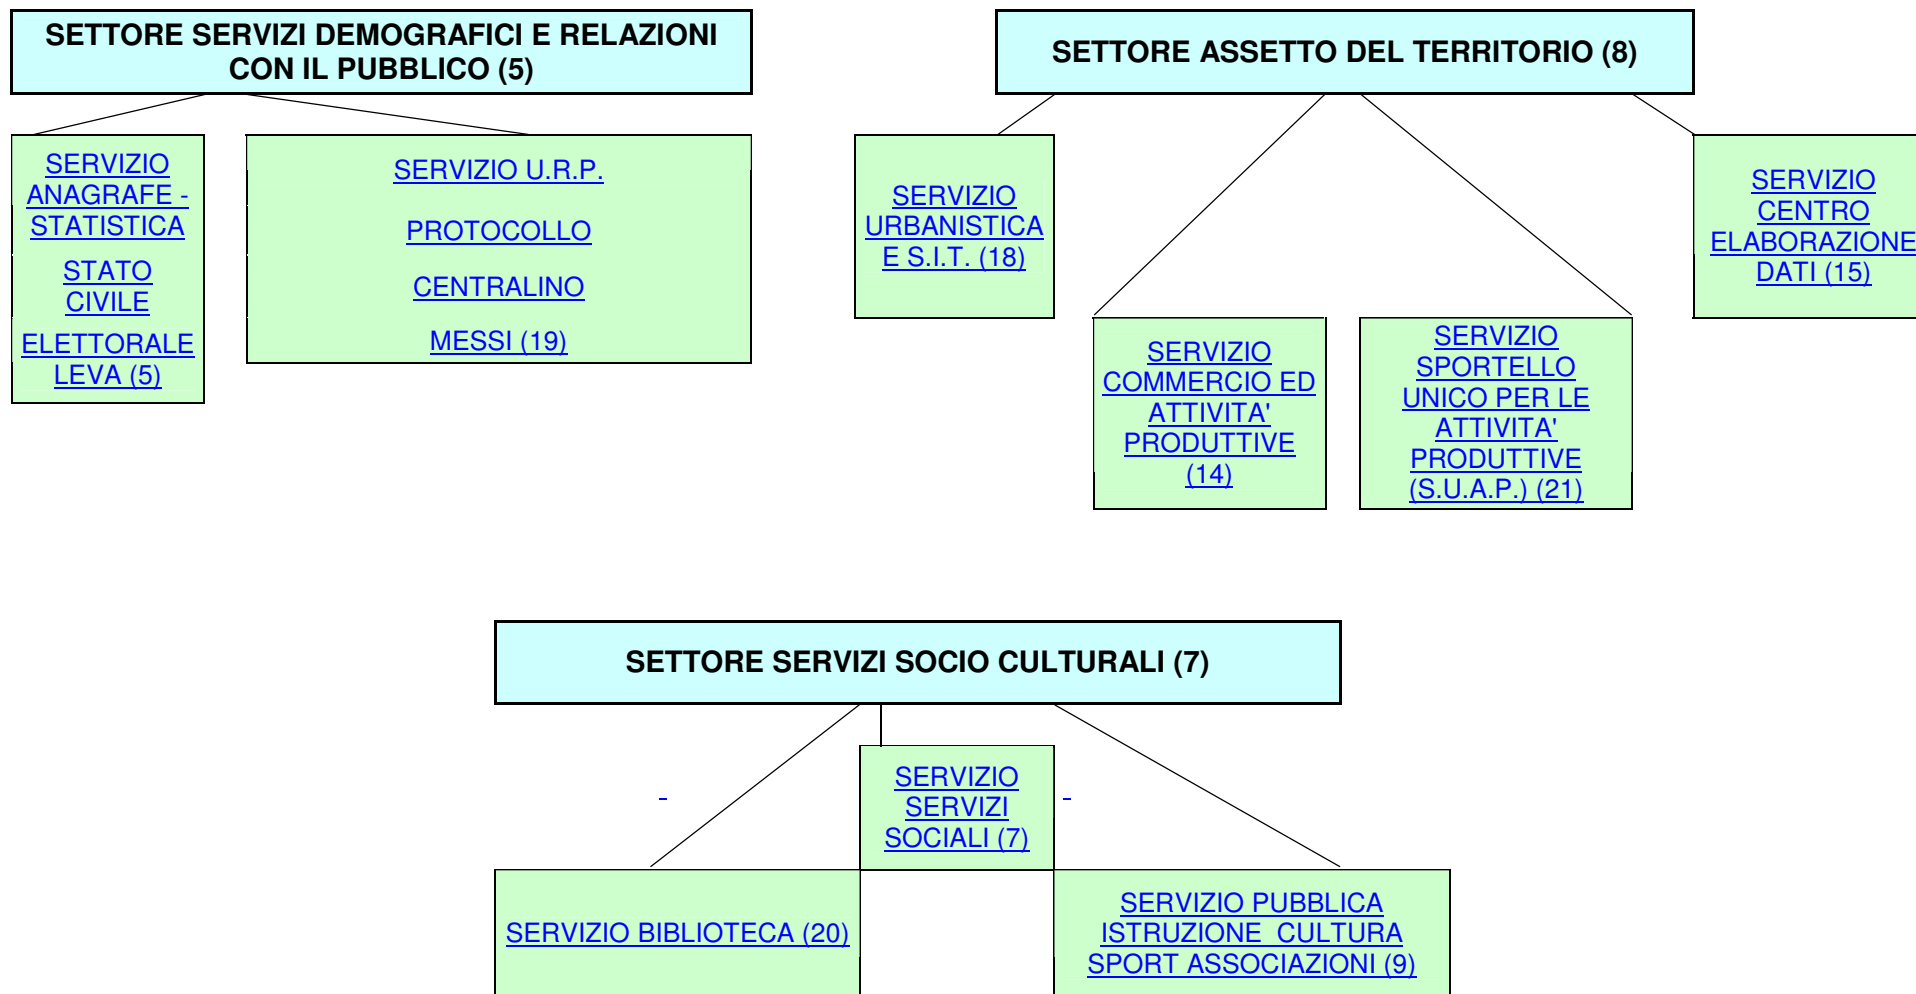 SETTORE SERVIZI DEMOGRAFICI E RELAZIONI
CON IL PUBBLICO (5)
SERVIZIO
ANAGRAFE -
STATISTICA
STATO
CIVILE
ELETTORALE
LEVA (5)
SERVIZIO U.R.P.
PROTOCOLLO
CENTRALINO
MESSI (19)
SETTORE ASSETTO DEL TERRITORIO (8)
SERVIZIO
URBANISTICA
E S.I.T. (18)
SERVIZIO
COMMERCIO ED
ATTIVITA'
PRODUTTIVE
(14)
SERVIZIO
SPORTELLO
UNICO PER LE
ATTIVITA'
PRODUTTIVE
(S.U.A.P.) (21)
SERVIZIO
CENTRO
ELABORAZIONE
DATI (15)
SETTORE SERVIZI SOCIO CULTURALI (7)
SERVIZIO
SERVIZI
SOCIALI (7)
SERVIZIO BIBLIOTECA (20)
SERVIZIO PUBBLICA
ISTRUZIONE  CULTURA
SPORT ASSOCIAZIONI (9)